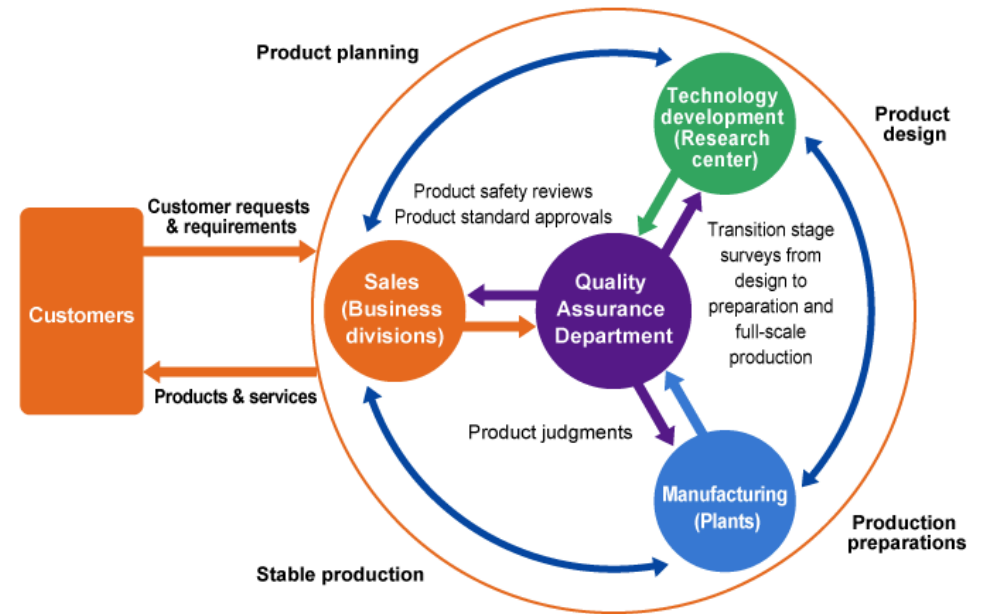 Product planning
Technology
development
(Research
center)
Product
design
Customer requests
& requirements
Product safety reviews
Product standard approvals
Transition stage
surveys from
design to
preparation and
full-scale
production
Customers
Sales
(Business
divisions)
Quality
Assurance
Department
Products & services
Product judgments
Manufacturing
(Plants)
Production
preparations
Stable production